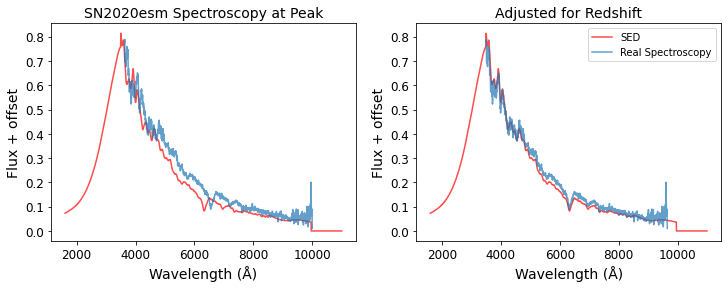 SN2020esm Spectroscopy at Peak
Flux + offset
0.8
0.7
0.6
0.5
0.4
0.3
0.2
0.1
0.0
2000 4000 6000 8000 10000
Wavelength (Å)
Adjusted for Redshift
SED
Real Spectroscopy
Flux + offset
0.8
0.7
0.6
0.5
0.4
0.3
0.2
0.1
0.0
2000 4000 6000 8000 10000
Wavelength (Å)